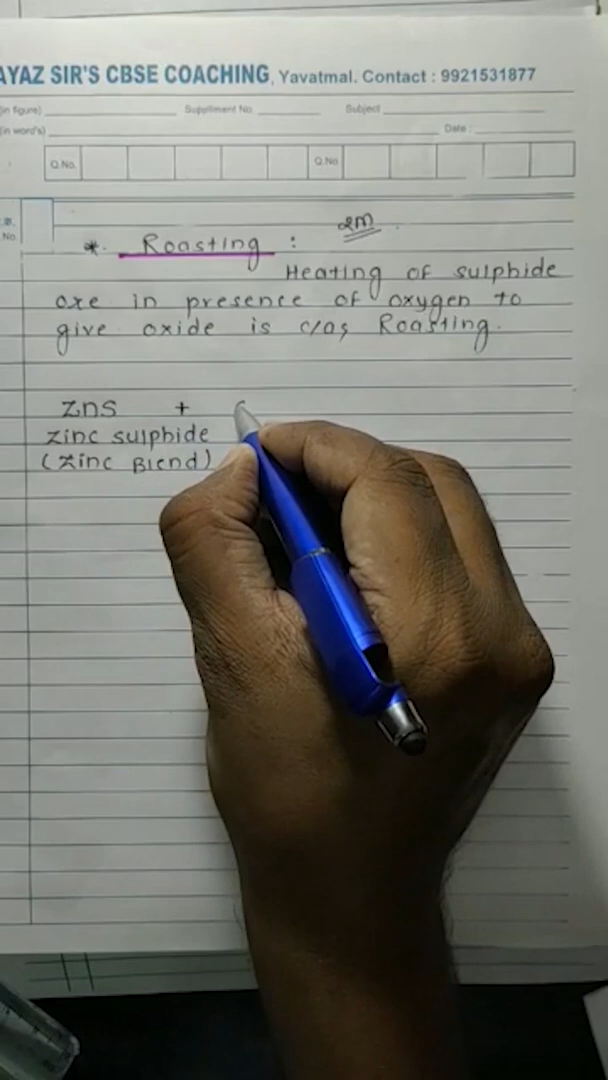 AYAZ SIR'S CBSE COACHING, Yavatmal. Contact : 9921531877
(in figure) Suppliment No. Subject
(in word's) Date :
Q.No. Q.No
No.
*. Roasting : 2m
Heating of sulphide
ore in presence of oxygen to
give oxide is c/as Roasting.
ZnS +
zinc sulphide
(Zinc Blend)